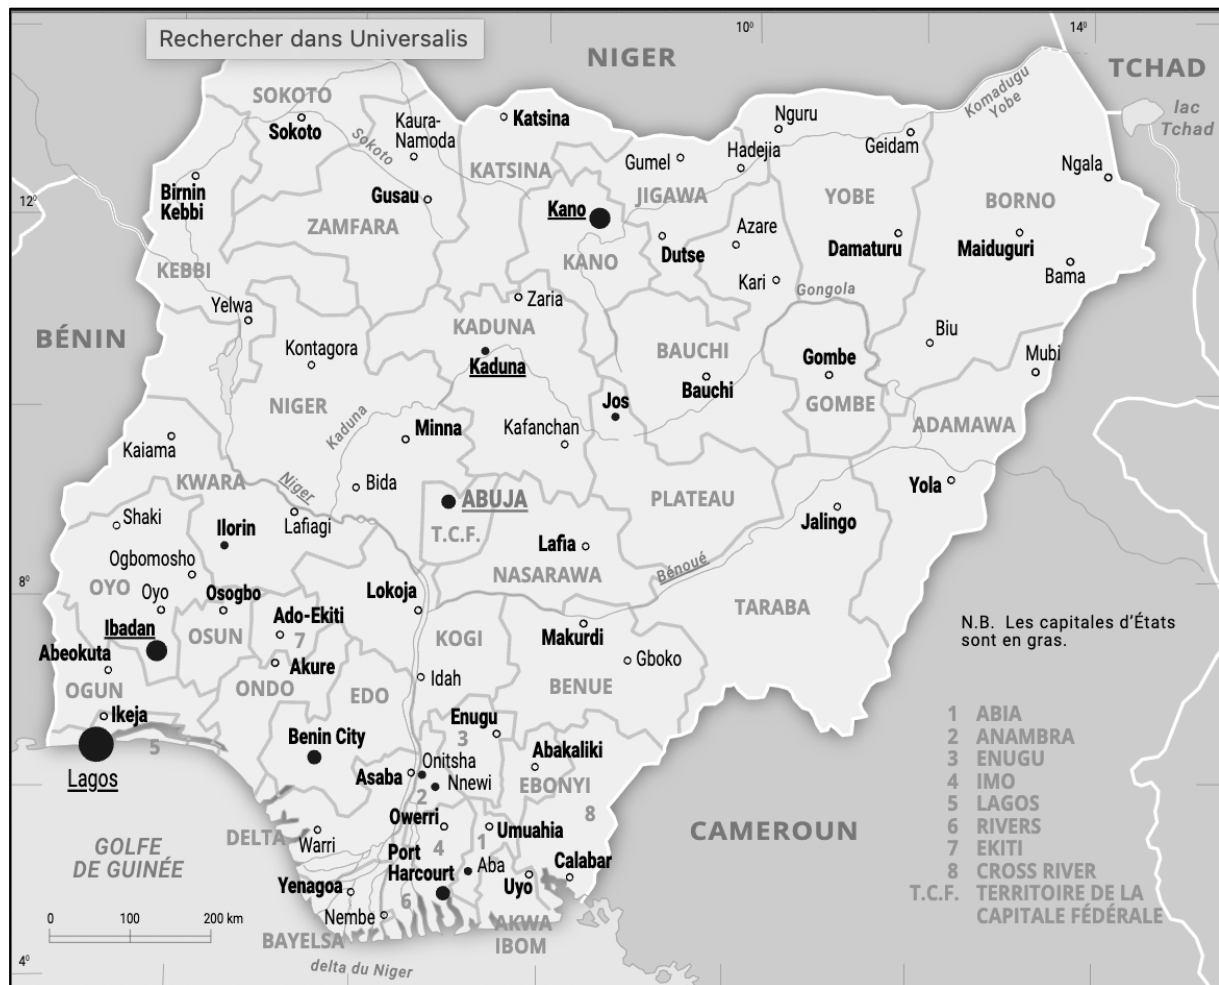 10⁰
14⁰
Rechercher dans Universalis
NIGER
TCHAD
lac
Tchad
Komadugu
Yobe
SOKOTO
Sokoto
Sokoto
Kaura-
Namoda
Katsina
KATSINA
Nguru
Gumel
Hadejia
Geidam
Ngala
12⁰
Birnin
Kebbi
Gusau
ZAMFARA
Kano
KANO
JIGAWA
YOBE
BORNO
Dutse
Azare
Damaturu
Maiduguri
Bama
KEBBI
Kari
Gongola
Yelwa
Zaria
BÉNIN
KADUNA
Kontagora
Kaduna
BAUCHI
Bauchi
Gombe
GOMBE
Biu
Mubi
NIGER
Kaduna
Minna
Jos
Kafanchan
ADAMAWA
Kaiama
KWARA
Niger
Bida
ABUJA
T.C.F.
PLATEAU
Yola
Jalingo
Shaki
Ilorin
Lafiagi
Lafia
NASARAWA
Bénoué
Ogbomosho
8⁰
OYO
Oyo
Osogbo
Lokoja
TARABA
Ibadan
OSUN
Ado-Ekiti
7
KOGI
Makurdi
N.B. Les capitales d'États
sont en gras.
Abeokuta
Akure
Gboko
OGUN
ONDO
EDO
Idah
BENUE
Ikeja
5
Lagos
Benin City
Enugu
3
Abakaliki
EBONYI
Asaba
Onitsha
Nnewi
2
8
1 ABIA
2 ANAMBRA
3 ENUGU
4 IMO
5 LAGOS
6 RIVERS
7 EKITI
8 CROSS RIVER
T.C.F. TERRITOIRE DE LA
CAPITALE FÉDÉRALE
GOLFE
DE GUINÉE
DELTA
Warri
Owerri
4
1
Umuahia
CAMEROUN
Port
Harcourt
Aba
Calabar
Yenagoa
Uyo
6
Nembe
AKWA
IBOM
BAYELSA
delta du Niger
0
100
200 km
4⁰